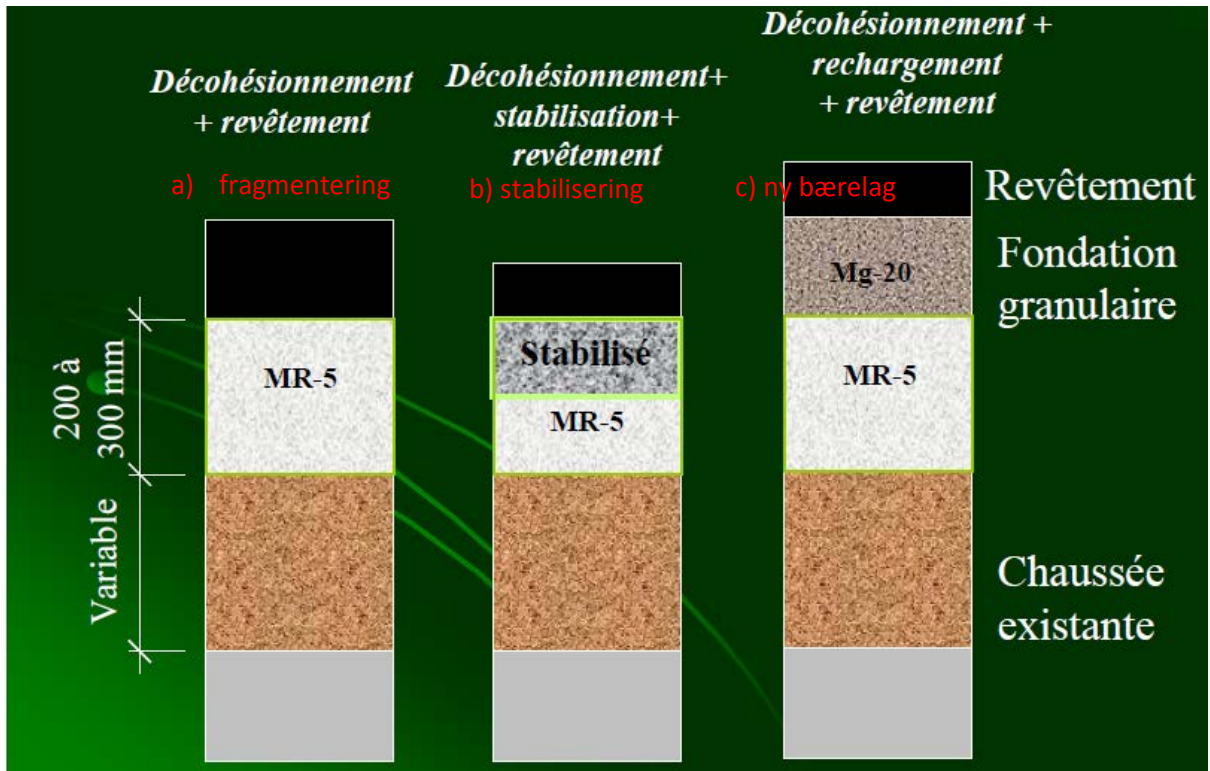 Décohésionnement
+ revêtement
a) fragmentering
Décohésionnement+
stabilisation+
revêtement
b) stabilisering
Décohésionnement +
rechargement
+ revêtement
c) ny bærelag
Revêtement
Fondation
granulaire
Mg-20
MR-5
Stabilisé
MR-5
MR-5
200 à
300 mm
Variable
Chaussée
existante